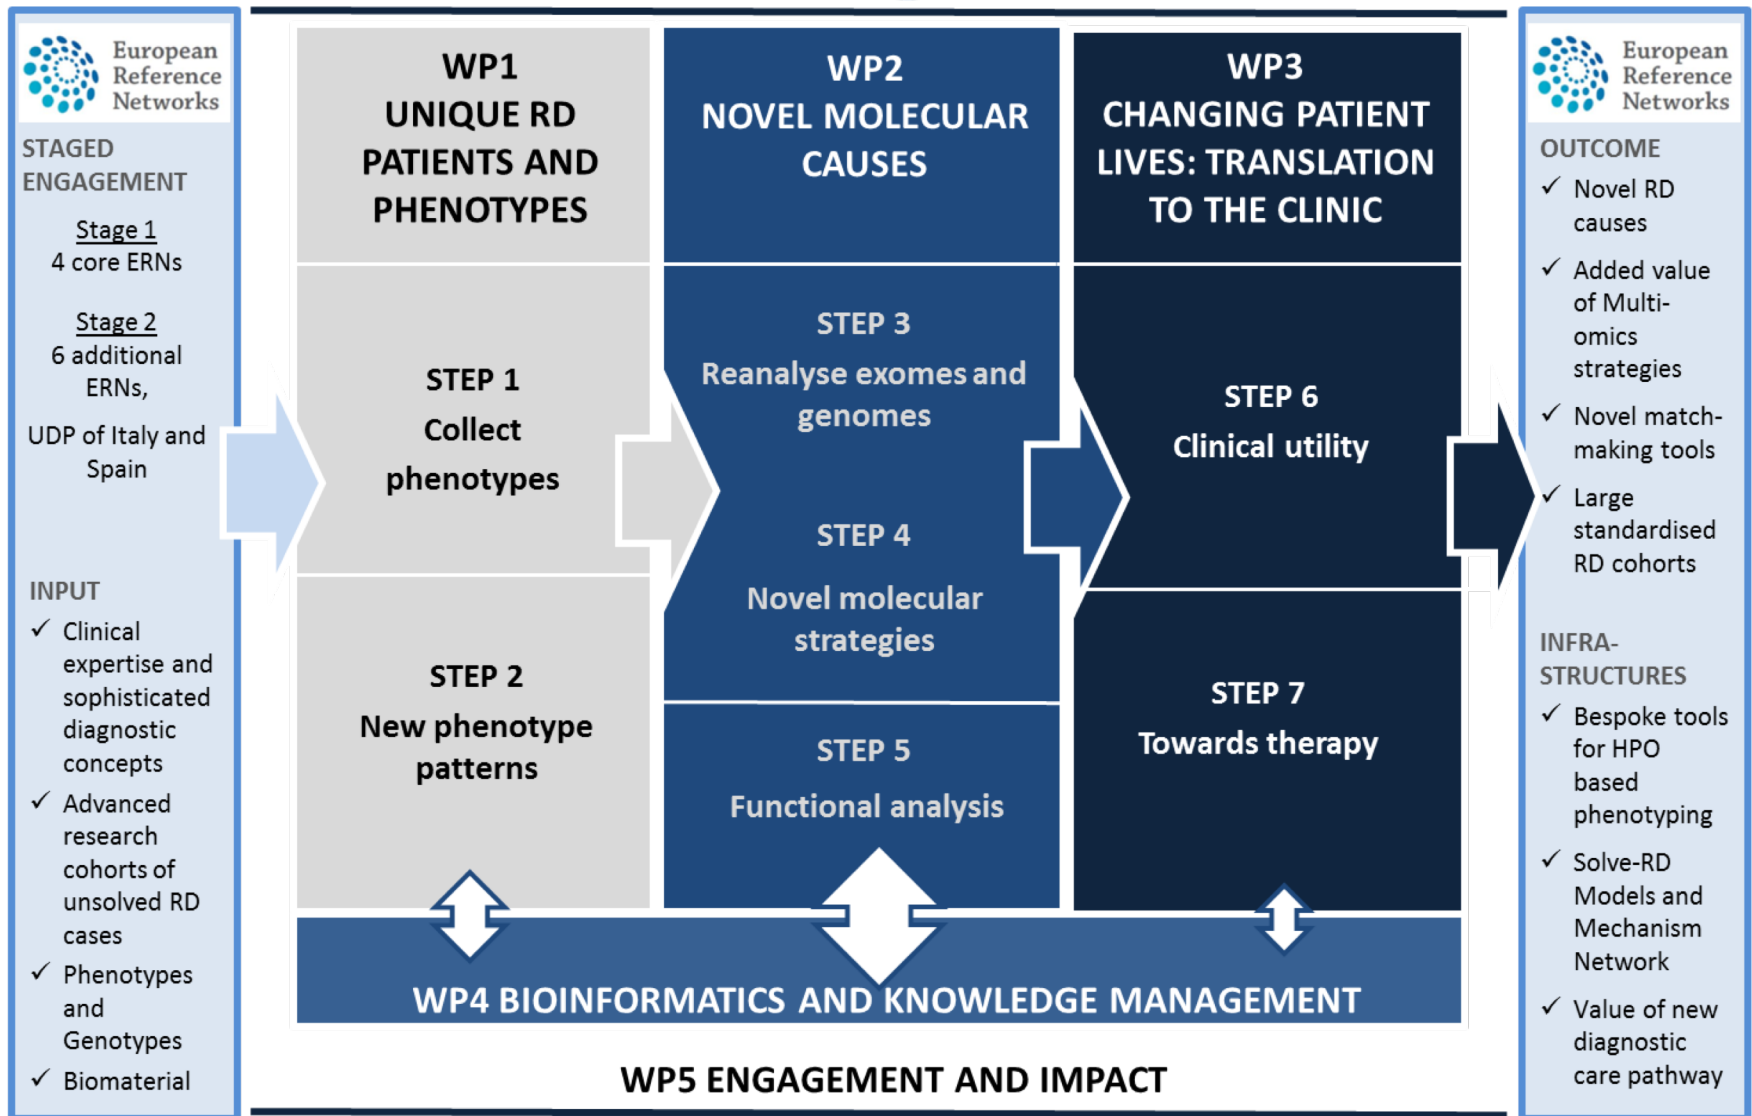 European
Reference
Networks
STAGED
ENGAGEMENT
Stage 1
4 core ERNs
Stage 2
6 additional
ERNs,
UDP of Italy and
Spain
INPUT
✓ Clinical
expertise and
sophisticated
diagnostic
concepts
✓ Advanced
research
cohorts of
unsolved RD
cases
✓ Phenotypes
and
Genotypes
✓ Biomaterial
WP1
UNIQUE RD
PATIENTS AND
PHENOTYPES
STEP 1
Collect
phenotypes
STEP 2
New phenotype
patterns
WP2
NOVEL MOLECULAR
CAUSES
STEP 3
Reanalyse exomes and
genomes
STEP 4
Novel molecular
strategies
STEP 5
Functional analysis
WP3
CHANGING PATIENT
LIVES: TRANSLATION
TO THE CLINIC
STEP 6
Clinical utility
STEP 7
Towards therapy
WP4 BIOINFORMATICS AND KNOWLEDGE MANAGEMENT
WP5 ENGAGEMENT AND IMPACT
European
Reference
Networks
OUTCOME
✓ Novel RD
causes
✓ Added value
of Multi-
omics
strategies
✓ Novel match-
making tools
✓ Large
standardised
RD cohorts
INFRA-
STRUCTURES
✓ Bespoke tools
for HPO
based
phenotyping
✓ Solve-RD
Models and
Mechanism
Network
✓ Value of new
diagnostic
care pathway